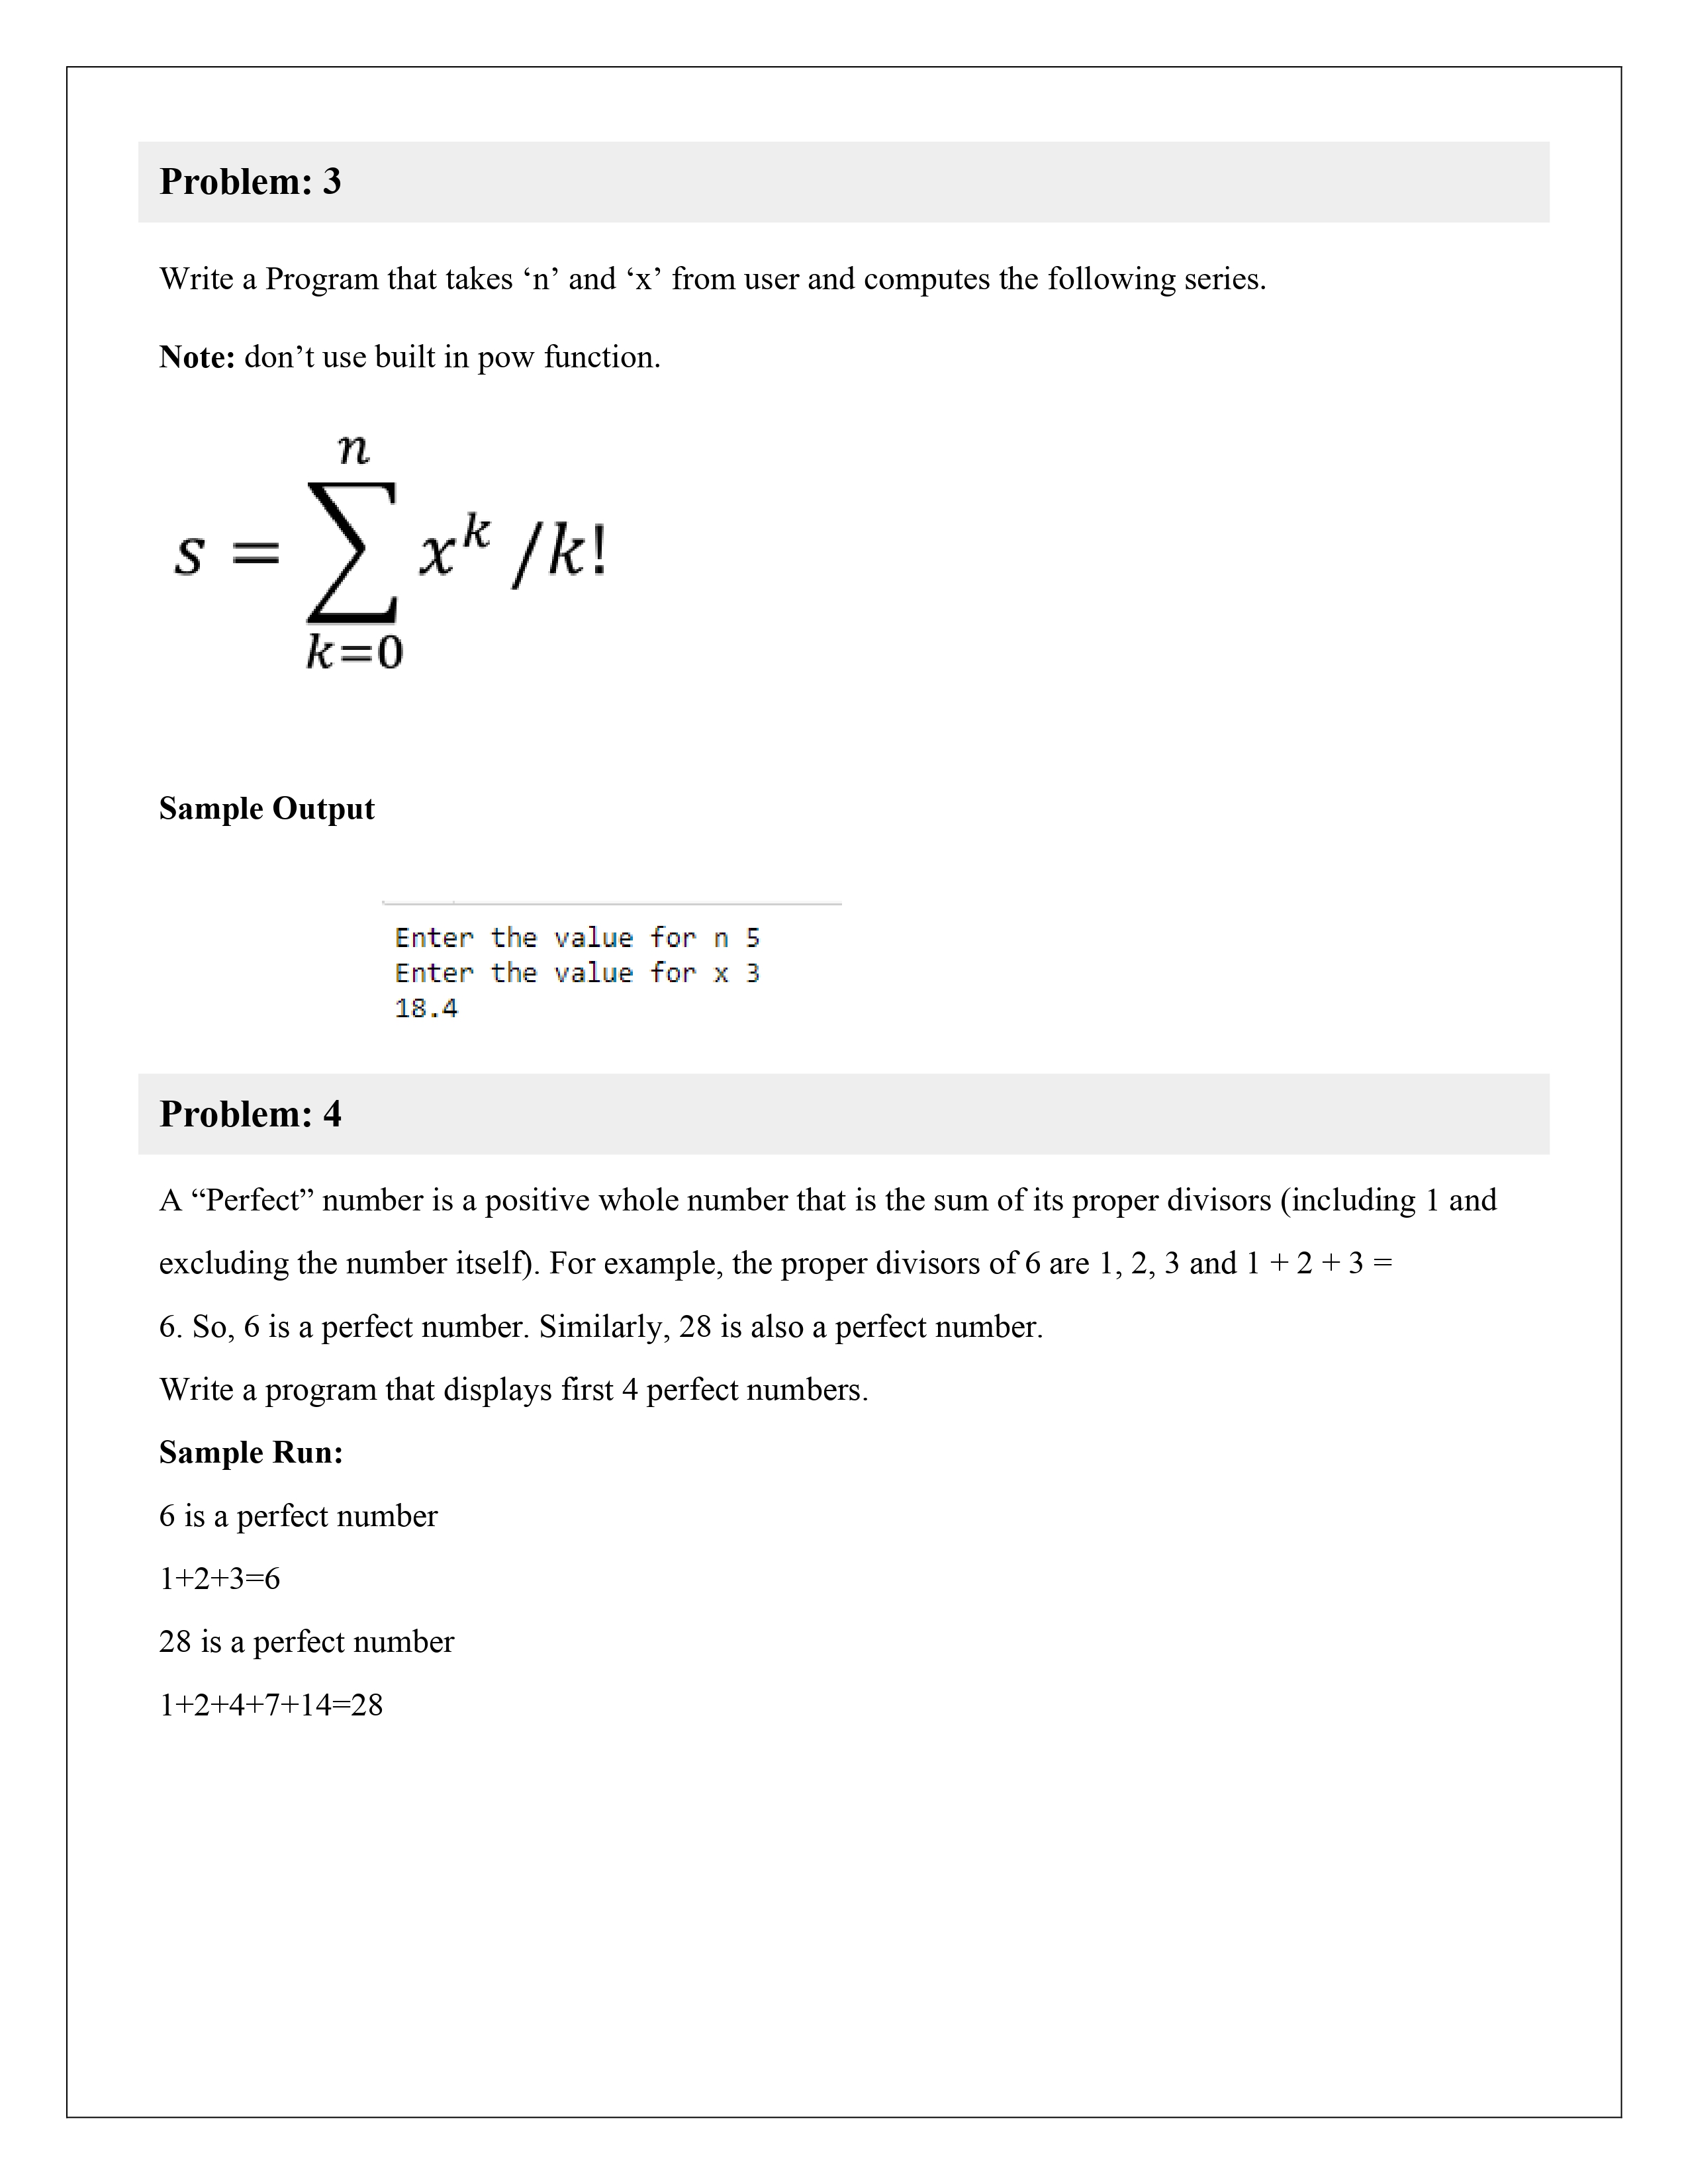 Problem: 3
Write a Program that takes ‘n’ and ‘x’ from user and computes the following series.
Note: don’t use built in pow function.
n
s = ∑ xᵏ /k!
k=0
Sample Output
Enter the value for n 5
Enter the value for x 3
18.4
Problem: 4
A “Perfect” number is a positive whole number that is the sum of its proper divisors (including 1 and
excluding the number itself). For example, the proper divisors of 6 are 1, 2, 3 and 1 + 2 + 3 =
6. So, 6 is a perfect number. Similarly, 28 is also a perfect number.
Write a program that displays first 4 perfect numbers.
Sample Run:
6 is a perfect number
1+2+3=6
28 is a perfect number
1+2+4+7+14=28